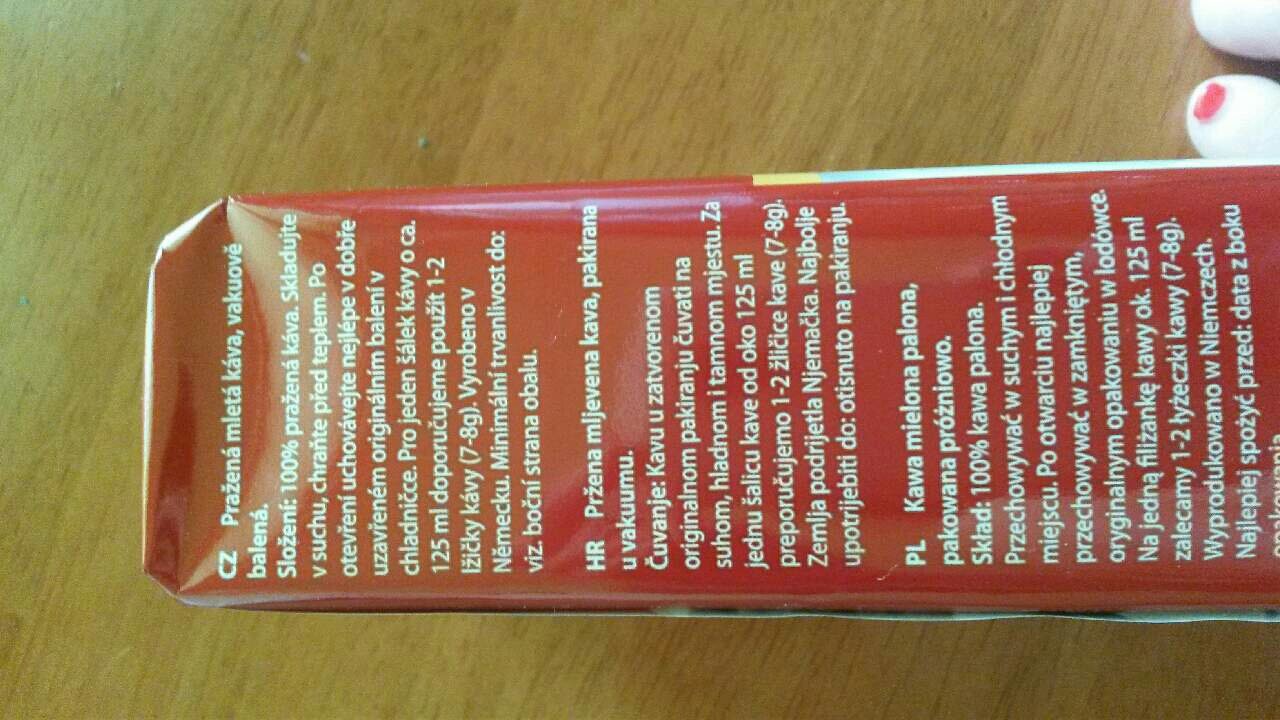 CZ Pražená mletá káva, vakuově
balená.
Složení: 100% pražená káva. Skladujte
v suchu, chraňte před teplem. Po
otevření uchovávejte nejlépe v dobře
uzavřeném originálním balení v
chladničce. Pro jeden šálek kávy o ca.
125 ml doporučujeme použít 1-2
lžičky kávy (7-8g). Vyrobeno v
Německu. Minimální trvanlivost do:
viz. boční strana obalu.
HR Pržena mljevena kava, pakirana
u vakuumu.
Čuvanje: Kavu u zatvorenom
originalnom pakiranju čuvati na
suhom, hladnom i tamnom mjestu. Za
jednu šalicu kave od oko 125 ml
preporučujemo 1-2 žličice kave (7-8g).
Zemlja podrijetla Njemačka. Najbolje
upotrijebiti do: otisnuto na pakiranju.
PL Kawa mielona palona,
pakowana próżniowo.
Skład: 100% kawa palona.
Przechowywać w suchym i chłodnym
miejscu. Po otwarciu najlepiej
przechowywać w zamkniętym,
oryginalnym opakowaniu w lodówce.
Na jedną filiżankę kawy ok. 125 ml
zalecamy 1-2 łyżeczki kawy (7-8g).
Wyprodukowano w Niemczech.
Najlepiej spożyć przed: data z boku